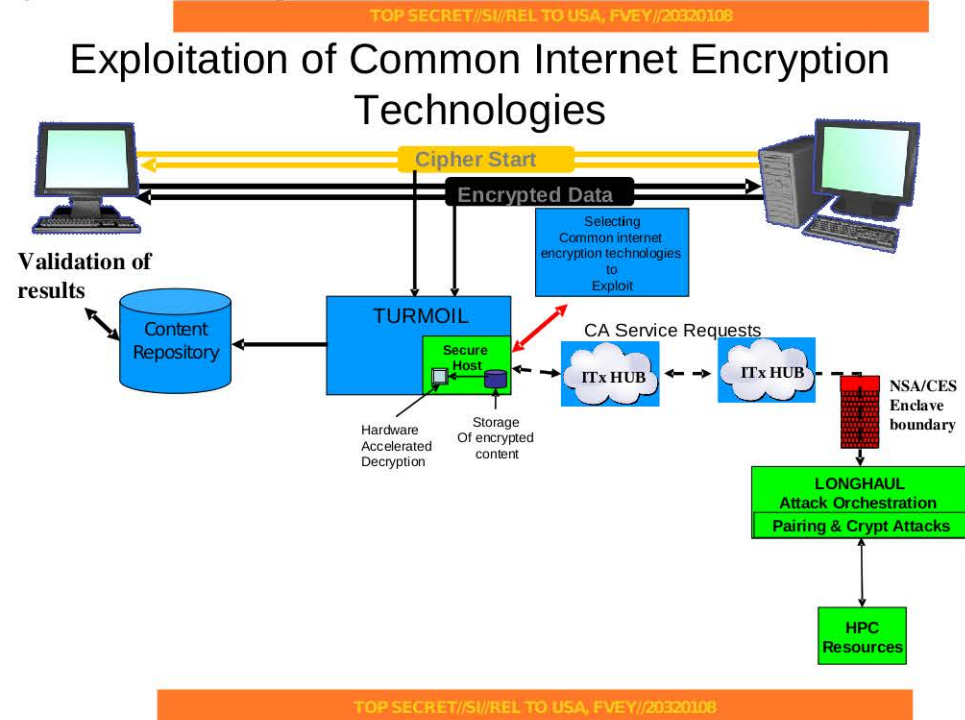 TOP SECRET//SI//REL TO USA, FVEY//20320108
Exploitation of Common Internet Encryption
Technologies
Cipher Start
Encrypted Data
Selecting
Common internet
encryption technologies
to
Exploit
Validation of
results
Content
Repository
TURMOIL
Secure
Host
CA Service Requests
ITx HUB
ITx HUB
NSA/CES
Enclave
boundary
Hardware
Accelerated
Decryption
Storage
Of encrypted
content
LONGHAUL
Attack Orchestration
Pairing & Crypt Attacks
HPC
Resources
TOP SECRET//SI//REL TO USA, FVEY//20320108